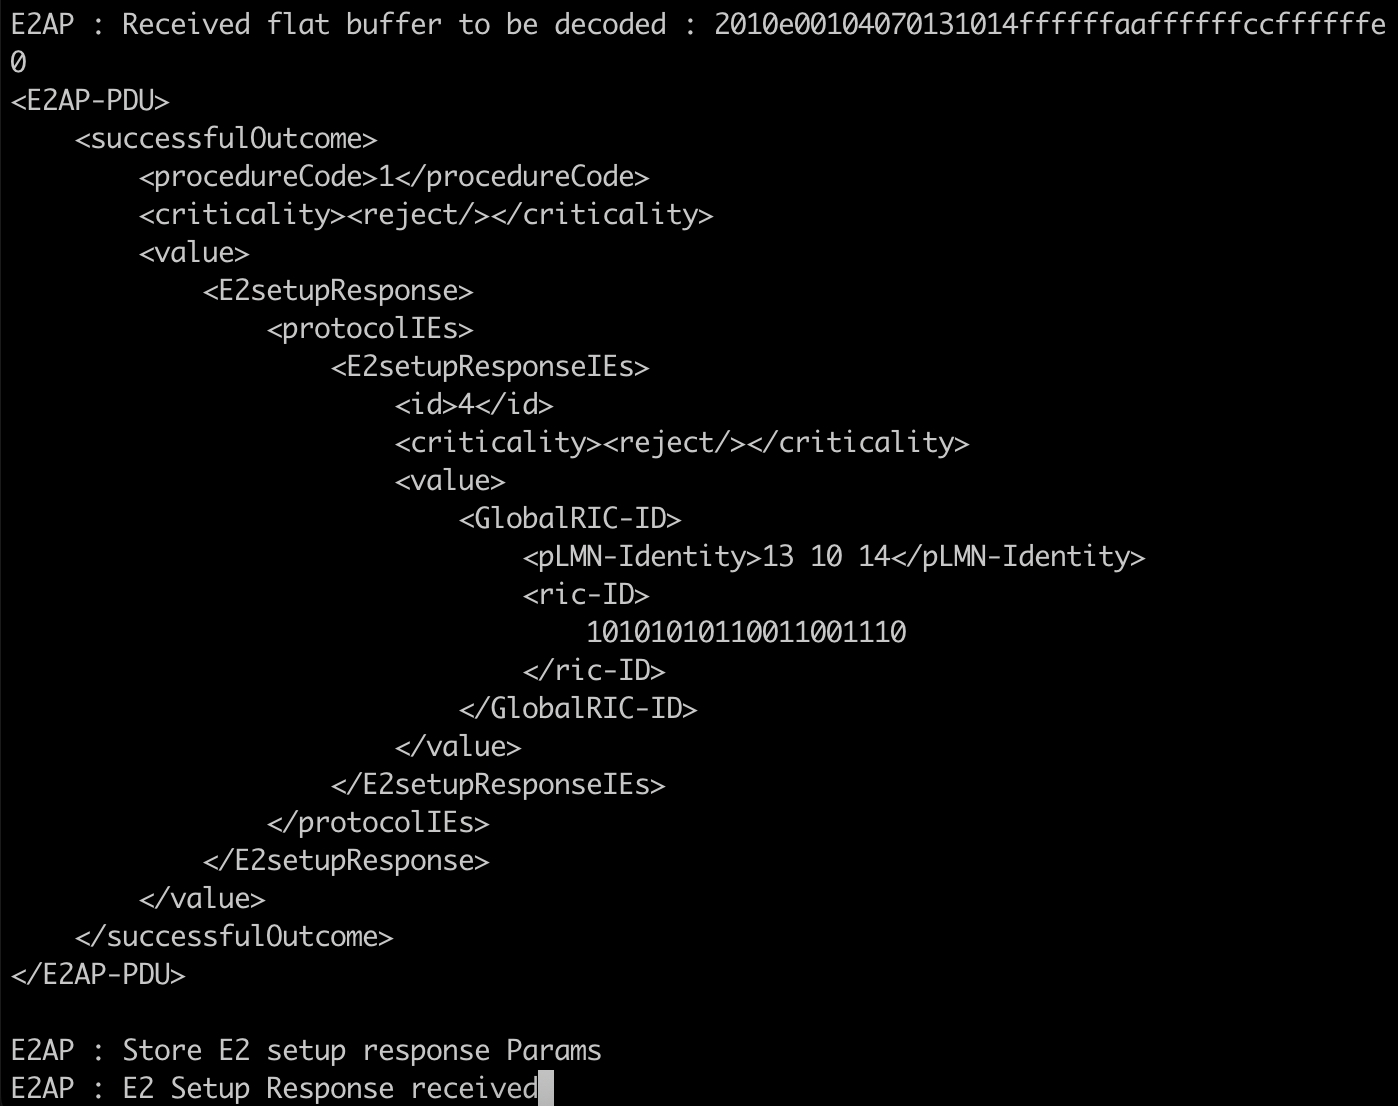 E2AP : Received flat buffer to be decoded : 2010e00104070131014ffffffaaffffffccffffffe
0
<E2AP-PDU>
    <successfulOutcome>
        <procedureCode>1</procedureCode>
        <criticality><reject/></criticality>
        <value>
            <E2setupResponse>
                <protocolIEs>
                    <E2setupResponseIEs>
                        <id>4</id>
                        <criticality><reject/></criticality>
                        <value>
                            <GlobalRIC-ID>
                                <pLMN-Identity>13 10 14</pLMN-Identity>
                                <ric-ID>
                                    10101010110011001110
                                </ric-ID>
                            </GlobalRIC-ID>
                        </value>
                    </E2setupResponseIEs>
                </protocolIEs>
            </E2setupResponse>
        </value>
    </successfulOutcome>
</E2AP-PDU>

E2AP : Store E2 setup response Params
E2AP : E2 Setup Response received